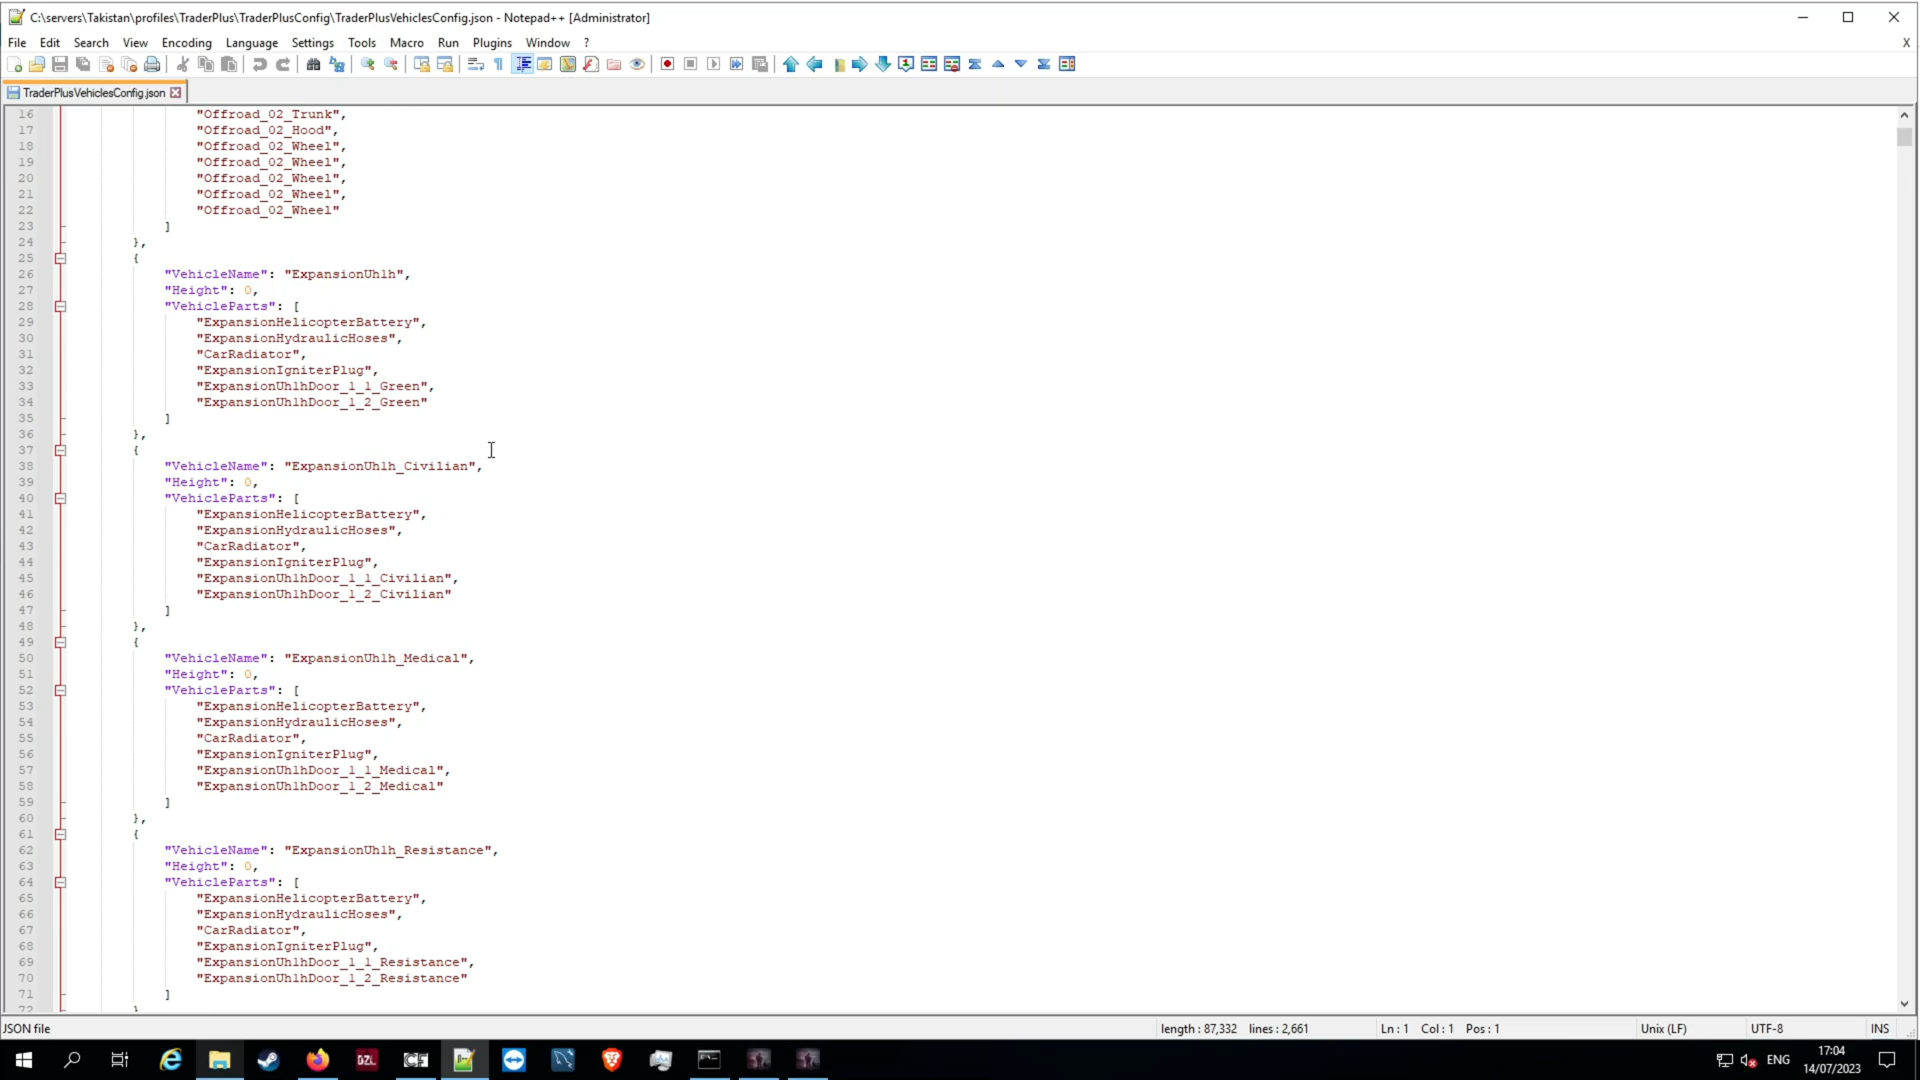 C:\servers\Takistan\profiles\TraderPlus\TraderPlusConfig\TraderPlusVehiclesConfig.json - Notepad++ [Administrator]
File Edit Search View Encoding Language Settings Tools Macro Run Plugins Window ? X
TraderPlusVehiclesConfig.json
16 "Offroad_02_Trunk",
17 "Offroad_02_Hood",
18 "Offroad_02_Wheel",
19 "Offroad_02_Wheel",
20 "Offroad_02_Wheel",
21 "Offroad_02_Wheel",
22 "Offroad_02_Wheel"
23 ]
24 },
25 {
26 "VehicleName": "ExpansionUh1h",
27 "Height": 0,
28 "VehicleParts": [
29 "ExpansionHelicopterBattery",
30 "ExpansionHydraulicHoses",
31 "CarRadiator",
32 "ExpansionIgniterPlug",
33 "ExpansionUh1hDoor_1_1_Green",
34 "ExpansionUh1hDoor_1_2_Green"
35 ]
36 },
37 {
38 "VehicleName": "ExpansionUh1h_Civilian",
39 "Height": 0,
40 "VehicleParts": [
41 "ExpansionHelicopterBattery",
42 "ExpansionHydraulicHoses",
43 "CarRadiator",
44 "ExpansionIgniterPlug",
45 "ExpansionUh1hDoor_1_1_Civilian",
46 "ExpansionUh1hDoor_1_2_Civilian"
47 ]
48 },
49 {
50 "VehicleName": "ExpansionUh1h_Medical",
51 "Height": 0,
52 "VehicleParts": [
53 "ExpansionHelicopterBattery",
54 "ExpansionHydraulicHoses",
55 "CarRadiator",
56 "ExpansionIgniterPlug",
57 "ExpansionUh1hDoor_1_1_Medical",
58 "ExpansionUh1hDoor_1_2_Medical"
59 ]
60 },
61 {
62 "VehicleName": "ExpansionUh1h_Resistance",
63 "Height": 0,
64 "VehicleParts": [
65 "ExpansionHelicopterBattery",
66 "ExpansionHydraulicHoses",
67 "CarRadiator",
68 "ExpansionIgniterPlug",
69 "ExpansionUh1hDoor_1_1_Resistance",
70 "ExpansionUh1hDoor_1_2_Resistance"
71 ]
72 }
JSON file length : 87,332 lines : 2,661 Ln : 1 Col : 1 Pos : 1 Unix (LF) UTF-8 INS
DZL ENG 17:04
14/07/2023